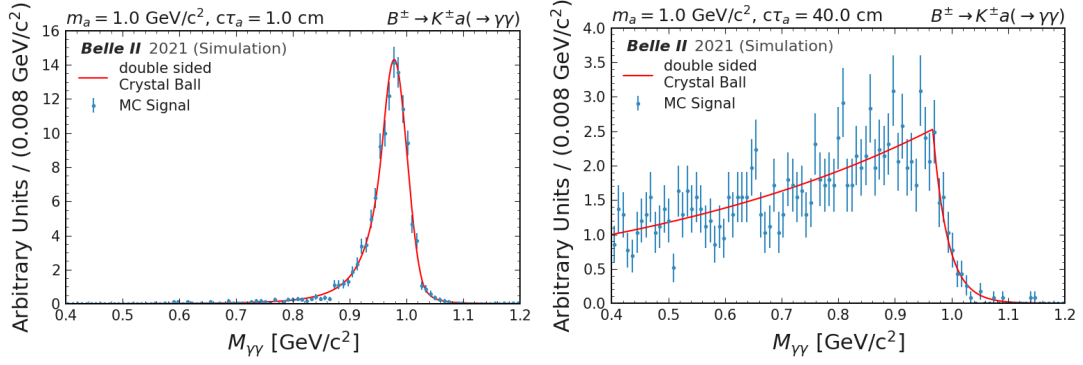 m_a = 1.0 GeV/c², cτ_a = 1.0 cm
B^± → K^± a(→ γγ)
Belle II 2021 (Simulation)
double sided
Crystal Ball
MC Signal
Arbitrary Units / (0.008 GeV/c²)
16
14
12
10
8
6
4
2
0
0.4 0.5 0.6 0.7 0.8 0.9 1.0 1.1 1.2
M_γγ [GeV/c²]
m_a = 1.0 GeV/c², cτ_a = 40.0 cm
B^± → K^± a(→ γγ)
Belle II 2021 (Simulation)
double sided
Crystal Ball
MC Signal
Arbitrary Units / (0.008 GeV/c²)
4.0
3.5
3.0
2.5
2.0
1.5
1.0
0.5
0.0
0.4 0.5 0.6 0.7 0.8 0.9 1.0 1.1 1.2
M_γγ [GeV/c²]